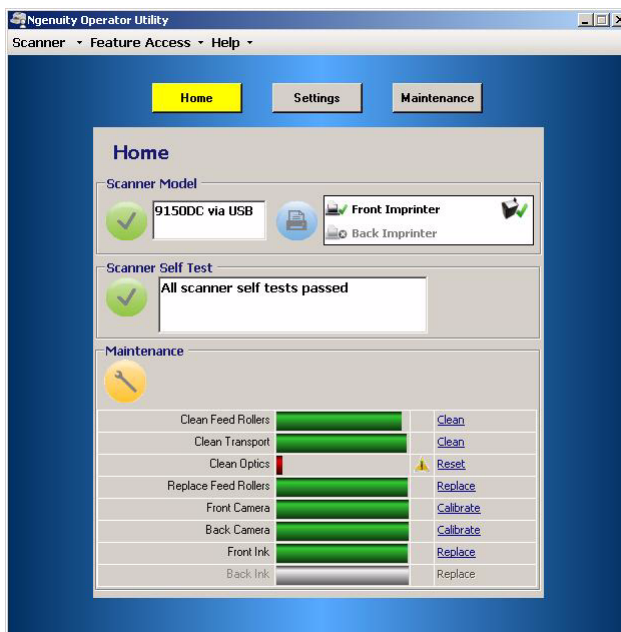 Ngenuity Operator Utility
Scanner Feature Access Help
Home Settings Maintenance
Home
Scanner Model
9150DC via USB
Front Imprinter
Back Imprinter
Scanner Self Test
All scanner self tests passed
Maintenance
Clean Feed Rollers Clean
Clean Transport Clean
Clean Optics Reset
Replace Feed Rollers Replace
Front Camera Calibrate
Back Camera Calibrate
Front Ink Replace
Back Ink Replace